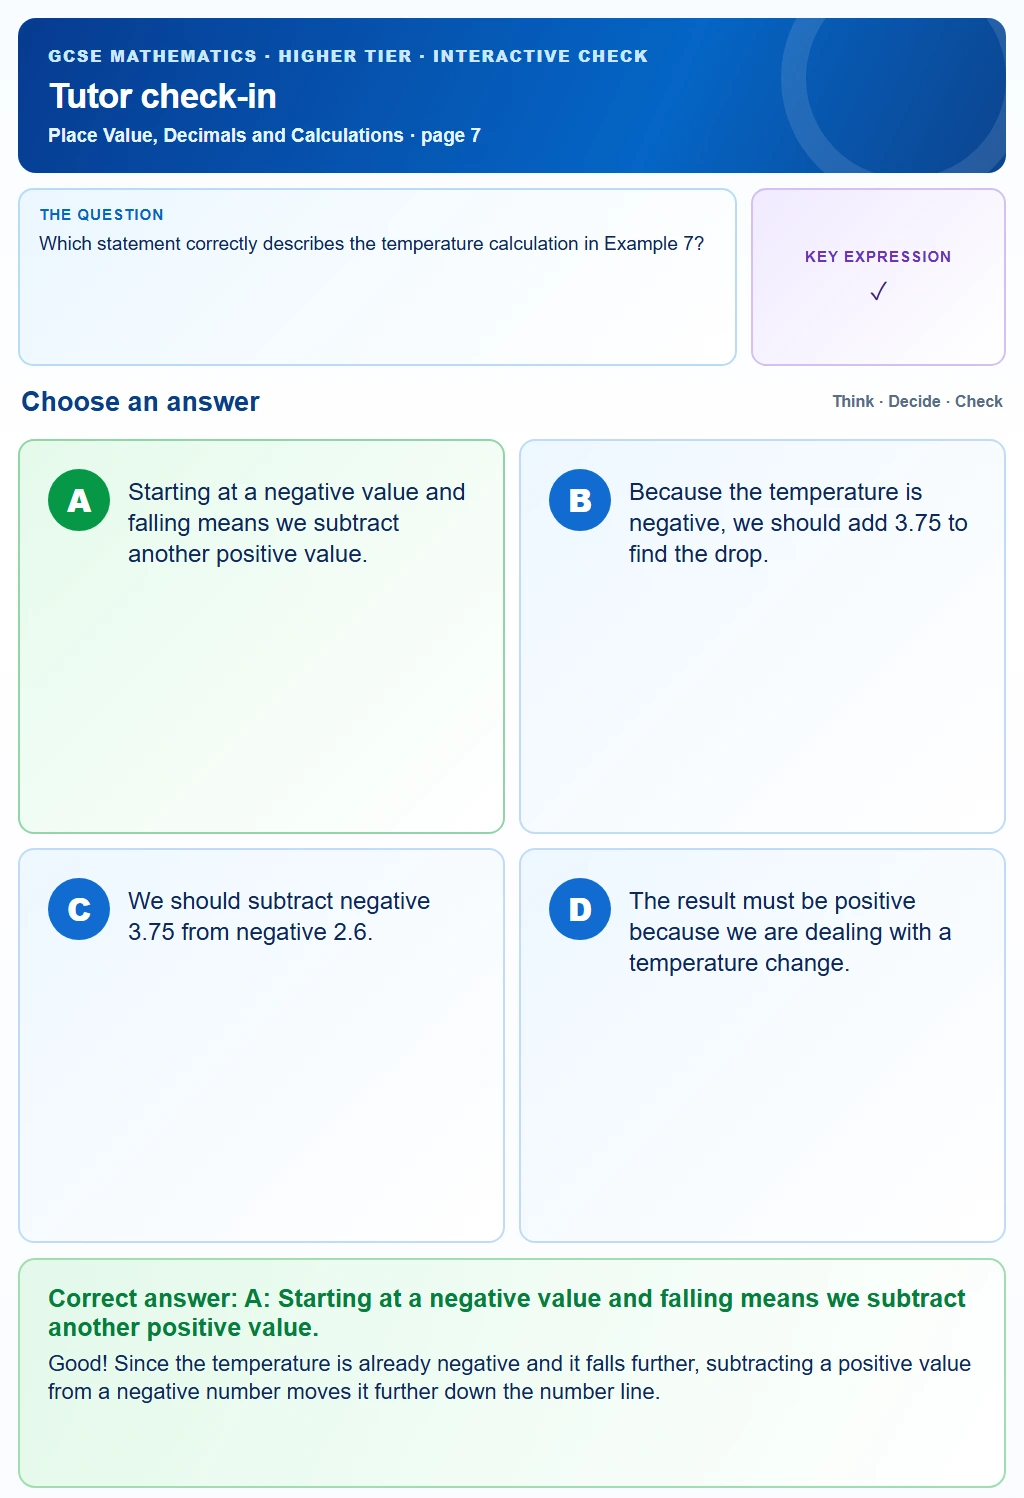 GCSE MATHEMATICS · HIGHER TIER · INTERACTIVE CHECK
Tutor check-in
Place Value, Decimals and Calculations · page 7
THE QUESTION
Which statement correctly describes the temperature calculation in Example 7?
KEY EXPRESSION
✓
Choose an answer
Think · Decide · Check
A
Starting at a negative value and
falling means we subtract
another positive value.
B
Because the temperature is
negative, we should add 3.75 to
find the drop.
C
We should subtract negative
3.75 from negative 2.6.
D
The result must be positive
because we are dealing with a
temperature change.
Correct answer: A: Starting at a negative value and falling means we subtract
another positive value.
Good! Since the temperature is already negative and it falls further, subtracting a positive value
from a negative number moves it further down the number line.